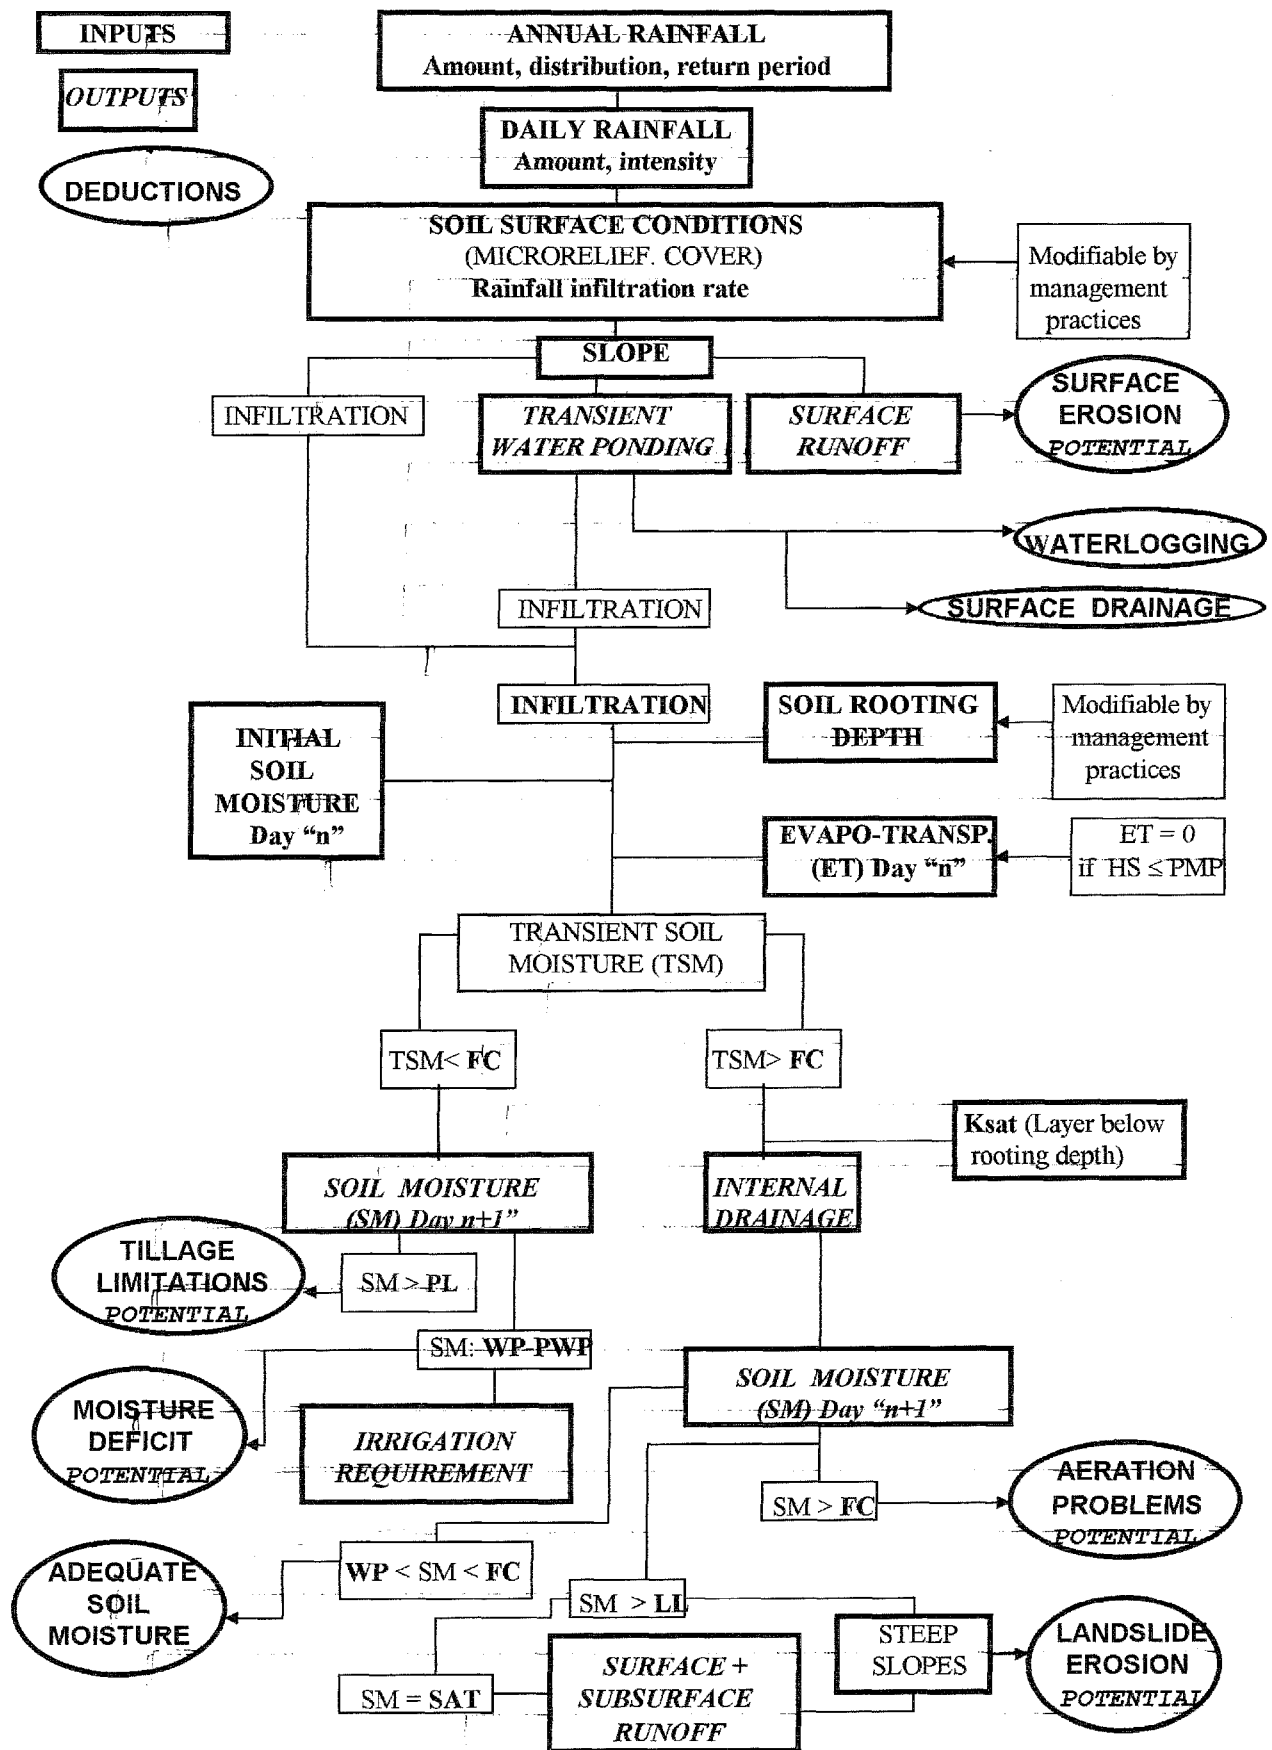 INPUTS
OUTPUTS
DEDUCTIONS
ANNUAL RAINFALL
Amount, distribution, return period
DAILY RAINFALL
Amount, intensity
SOIL SURFACE CONDITIONS
(MICRORELIEF. COVER)
Rainfall infiltration rate
Modifiable by
management
practices
SLOPE
INFILTRATION
TRANSIENT
WATER PONDING
SURFACE
RUNOFF
SURFACE
EROSION
POTENTIAL
WATERLOGGING
SURFACE DRAINAGE
INFILTRATION
INFILTRATION
SOIL ROOTING
DEPTH
Modifiable by
management
practices
INITIAL
SOIL
MOISTURE
Day “n”
EVAPO-TRANSP.
(ET) Day “n”
ET = 0
if HS ≤ PMP
TRANSIENT SOIL
MOISTURE (TSM)
TSM< FC
TSM> FC
Ksat (Layer below
rooting depth)
SOIL MOISTURE
(SM) Day n+1”
INTERNAL
DRAINAGE
TILLAGE
LIMITATIONS
POTENTIAL
SM > PL
SM: WP-PWP
MOISTURE
DEFICIT
POTENTIAL
IRRIGATION
REQUIREMENT
SOIL MOISTURE
(SM) Day “n+1”
SM > FC
AERATION
PROBLEMS
POTENTIAL
ADEQUATE
SOIL
MOISTURE
WP < SM < FC
SM > LL
STEEP
SLOPES
LANDSLIDE
EROSION
POTENTIAL
SM = SAT
SURFACE +
SUBSURFACE
RUNOFF